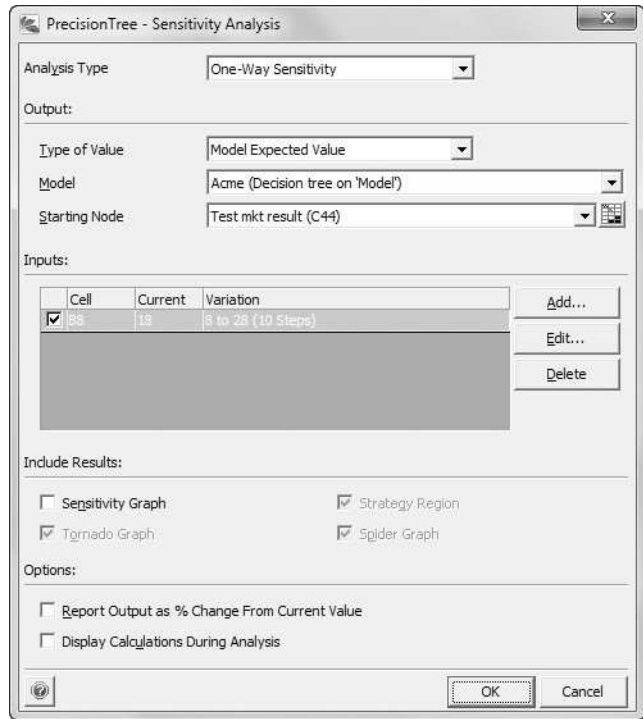 PrecisionTree - Sensitivity Analysis
Analysis Type One-Way Sensitivity
Output:
Type of Value Model Expected Value
Model Acme (Decision tree on 'Model')
Starting Node Test mkt result (C44)
Inputs:
Cell Current Variation
B8 18 8 to 28 (10 Steps)
Add...
Edit...
Delete
Include Results:
Sensitivity Graph Strategy Region
Tornado Graph Spider Graph
Options:
Report Output as % Change From Current Value
Display Calculations During Analysis
OK Cancel